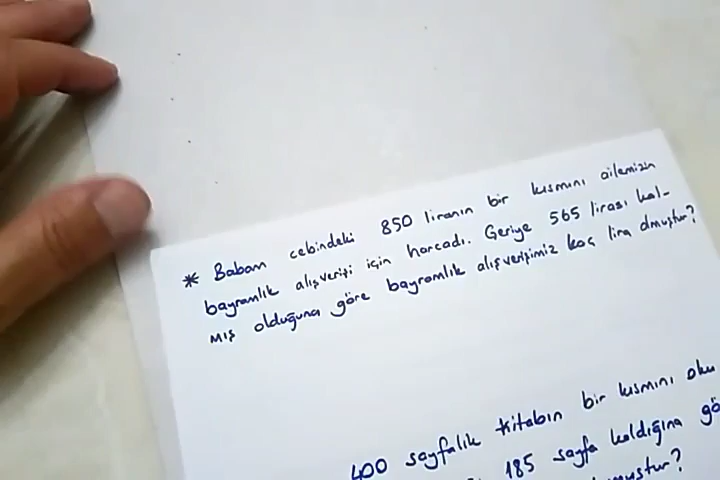 * Babam cebindeki 850 liranın bir kısmını ailemizin
bayramlık alışverişi için harcadı. Geriye 565 lirası kal-
mış olduğuna göre bayramlık alışverişimiz kaç lira
400 sayfalık kitabın bir kısmını oku
185 sayfa kaldığına gö
muştur?